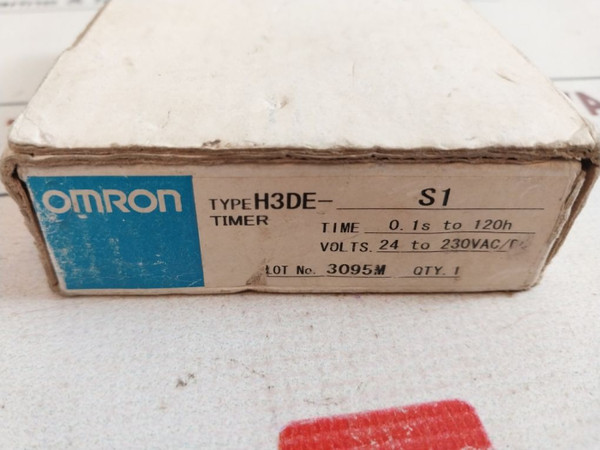 OMRON
TYPE H3DE- S1
TIMER
TIME 0.1s to 120h
VOLTS. 24 to 230VAC/
LOT No. 3095M QTY. 1